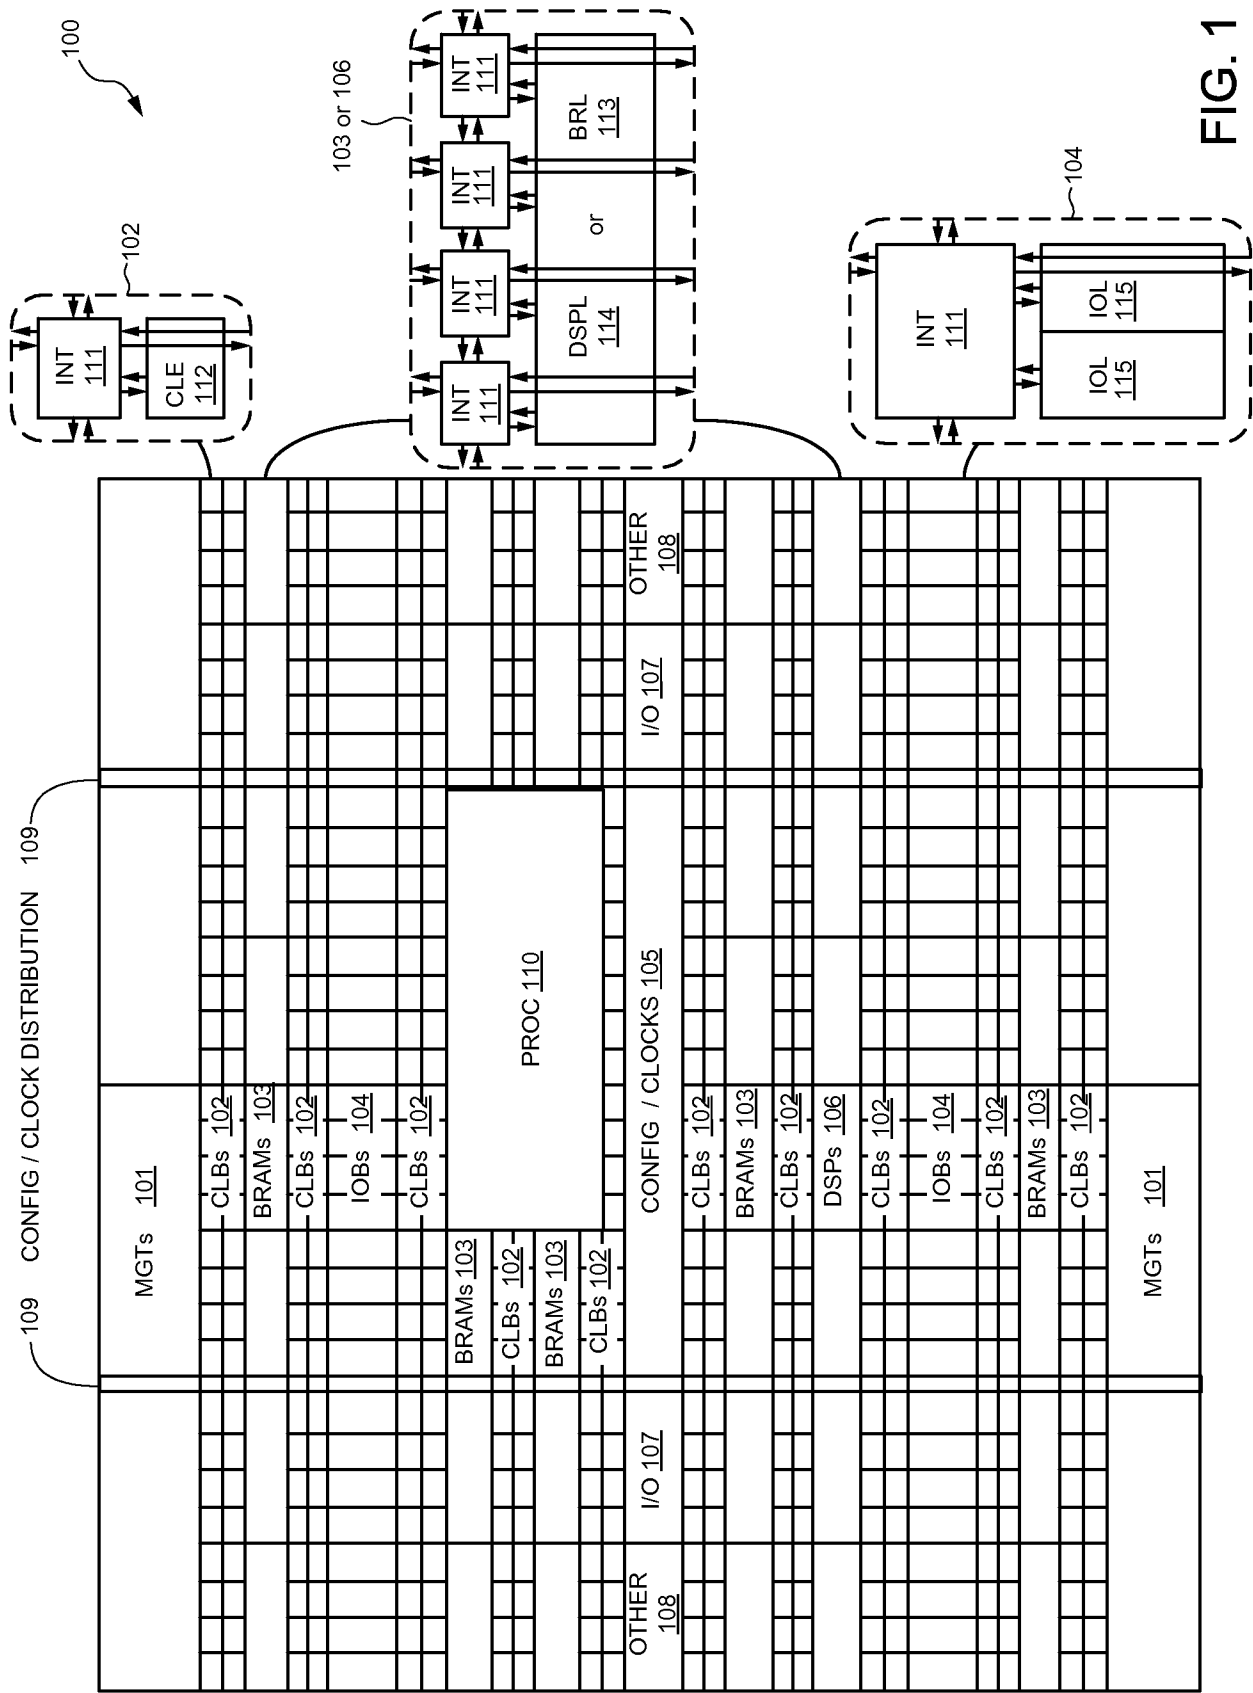 109 CONFIG / CLOCK DISTRIBUTION 109
MGTs 101
CLBs 102
BRAMs 103
CLBs 102
IOBs 104
CLBs 102
BRAMs 103
CLBs 102
BRAMs 103
CLBs 102
PROC 110
OTHER
108
I/O 107
CONFIG / CLOCKS 105
I/O 107
OTHER
108
CLBs 102
BRAMs 103
CLBs 102
DSPs 106
CLBs 102
IOBs 104
CLBs 102
BRAMs 103
CLBs 102
MGTs 101
100
102
INT
111
CLE
112
103 or 106
INT
111
INT
111
INT
111
INT
111
DSPL
114
or
BRL
113
104
INT
111
IOL
115
IOL
115
FIG. 1